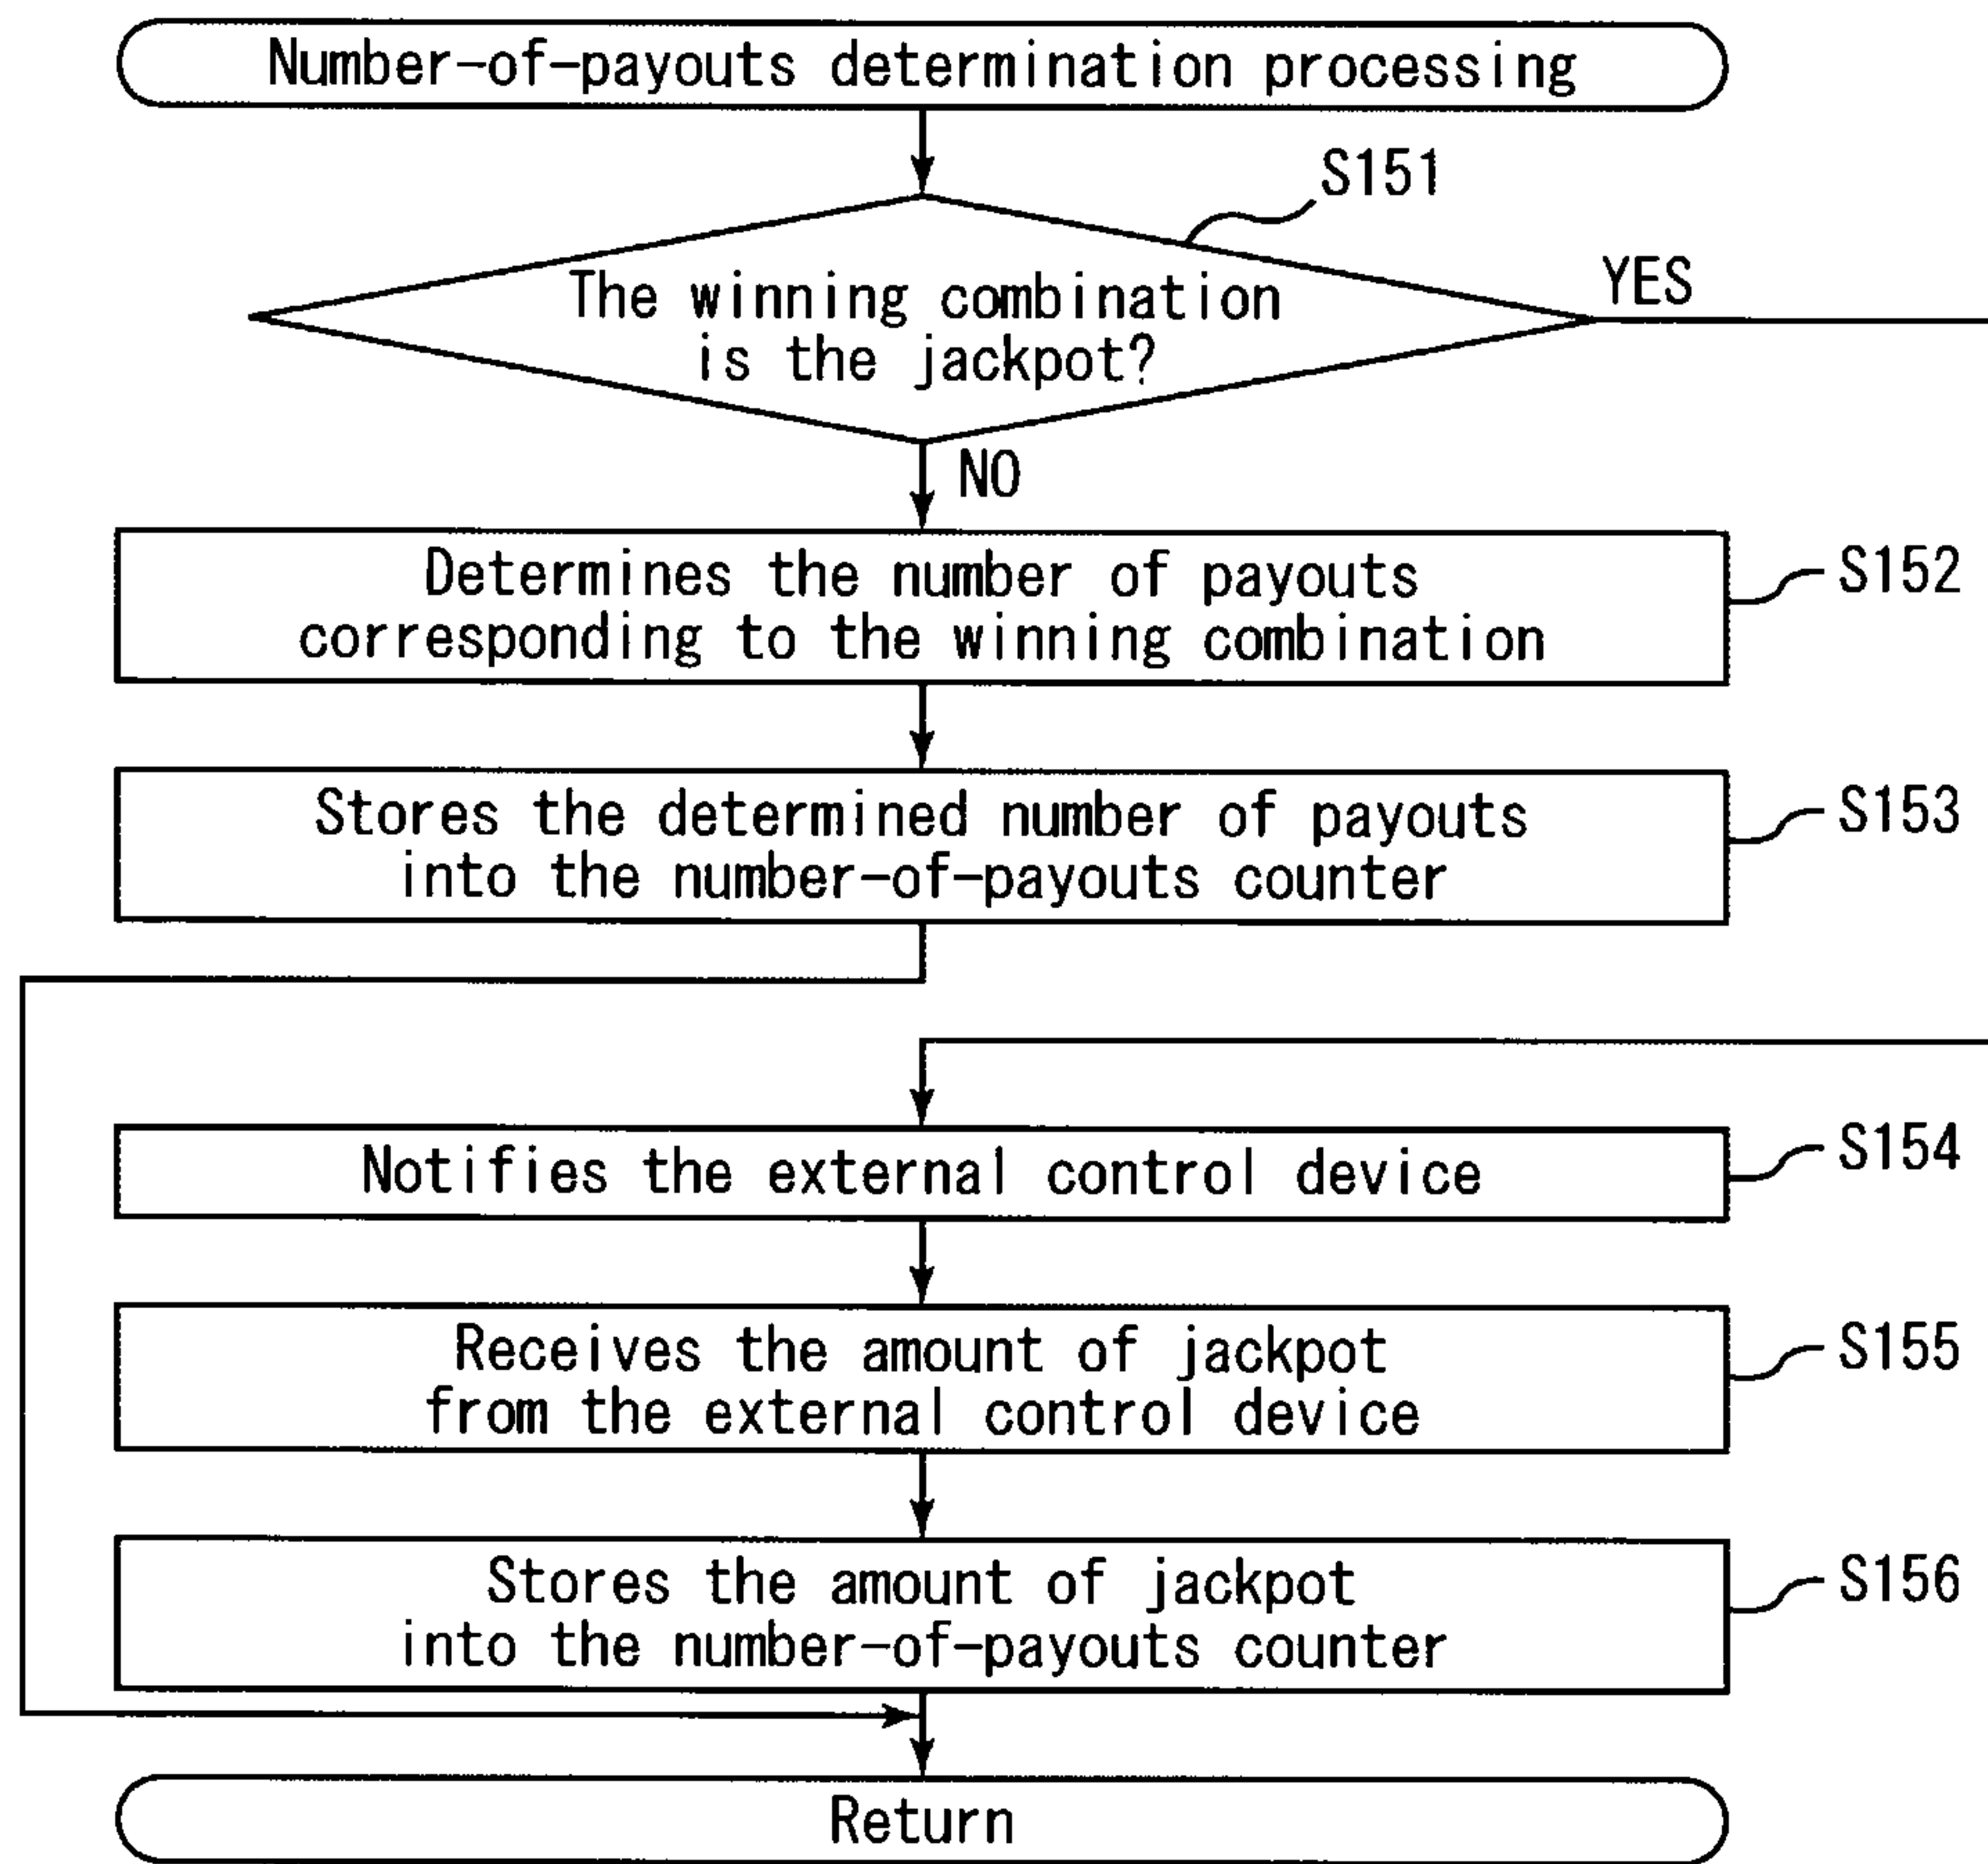 Number-of-payouts determination processing
S151
The winning combination
is the jackpot?
YES
NO
Determines the number of payouts
corresponding to the winning combination
S152
Stores the determined number of payouts
into the number-of-payouts counter
S153
Notifies the external control device
S154
Receives the amount of jackpot
from the external control device
S155
Stores the amount of jackpot
into the number-of-payouts counter
S156
Return